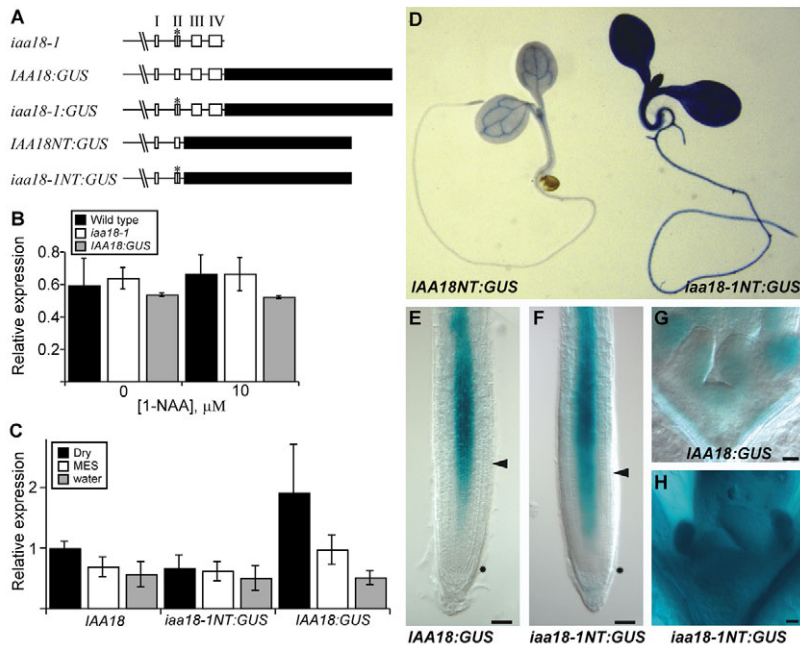 A
I II III IV
*
iaa18-1
IAA18:GUS
*
iaa18-1:GUS
IAA18NT:GUS
*
iaa18-1NT:GUS
B
Wild type
iaa18-1
IAA18:GUS
Relative expression
0.8
0.6
0.4
0.2
0 10
[1-NAA], μM
C
Dry
MES
water
Relative expression
2
1
IAA18 iaa18-1NT:GUS IAA18:GUS
D
IAA18NT:GUS iaa18-1NT:GUS
E
IAA18:GUS
F
iaa18-1NT:GUS
G
IAA18:GUS
H
iaa18-1NT:GUS